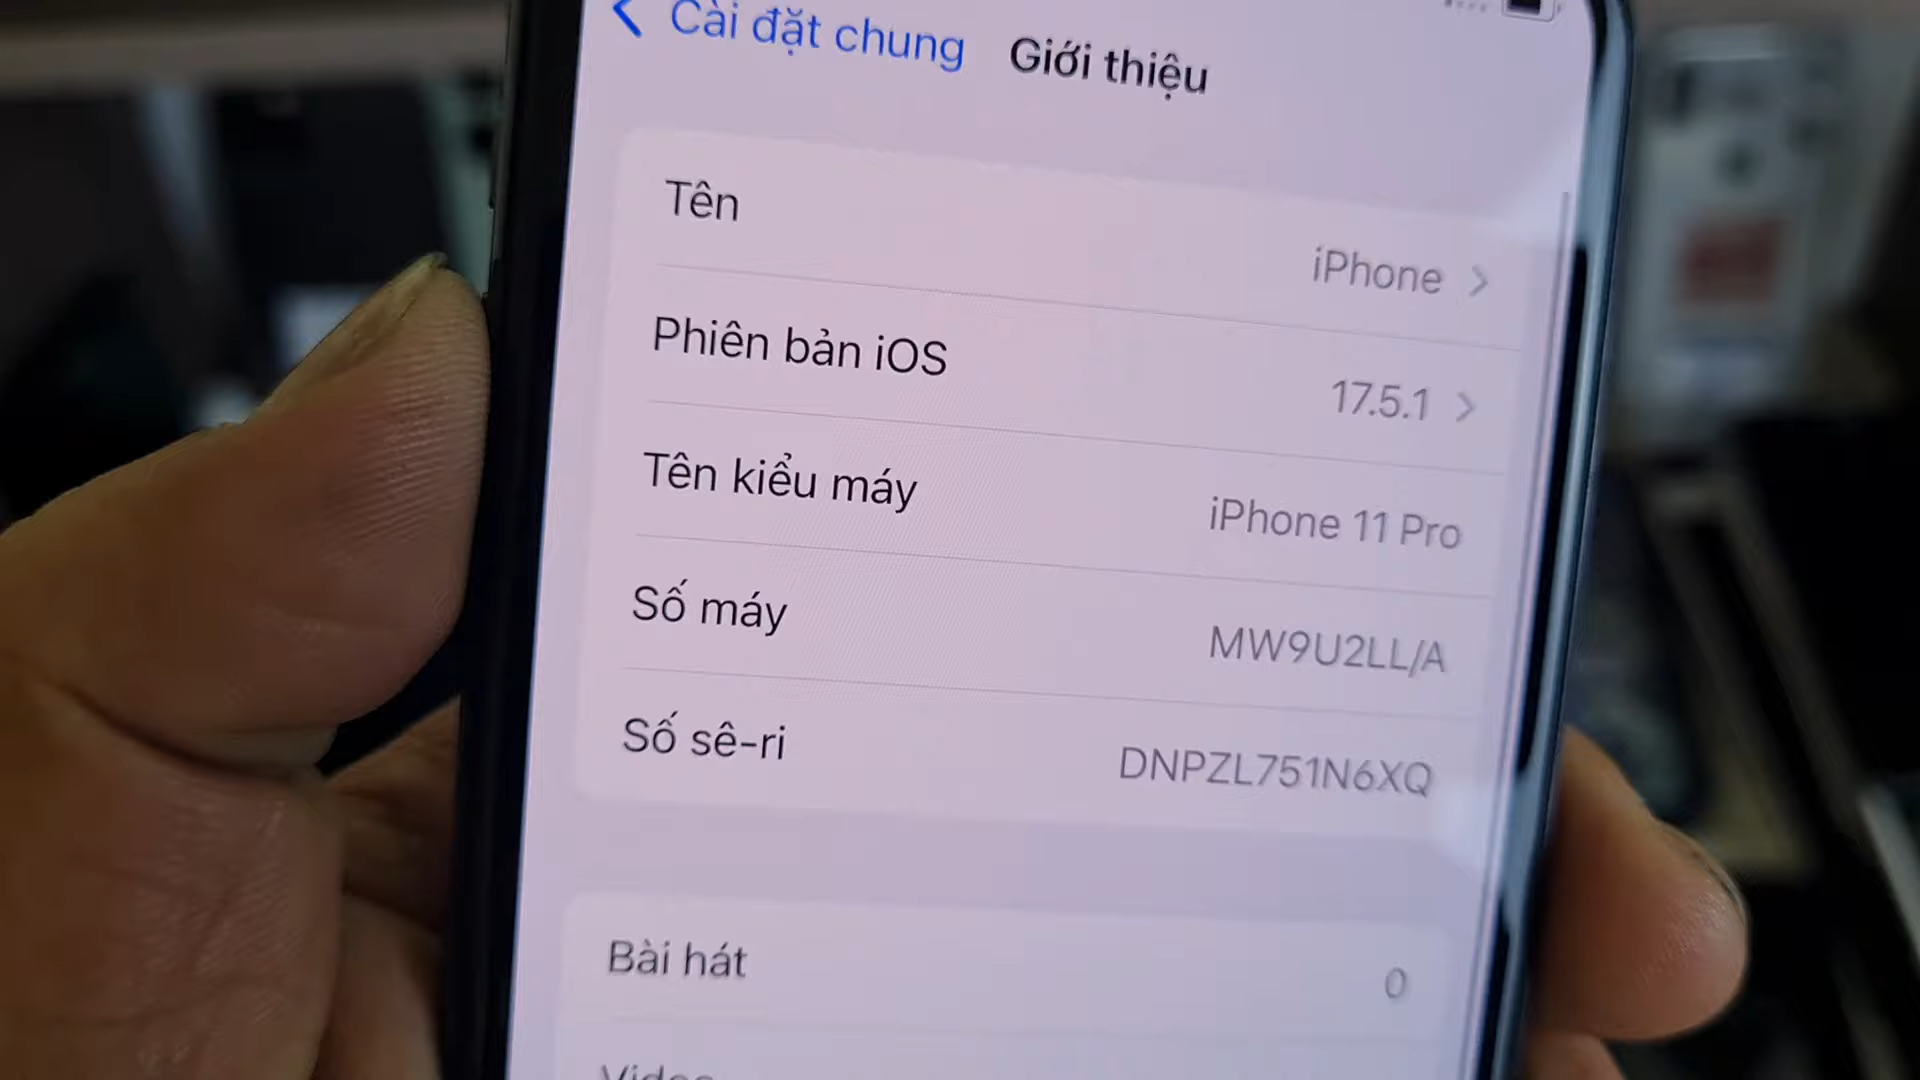 Cài đặt chung Giới thiệu
Tên iPhone
Phiên bản iOS 17.5.1
Tên kiểu máy iPhone 11 Pro
Số máy MW9U2LL/A
Số sê-ri DNPZL751N6XQ
Bài hát 0
Video